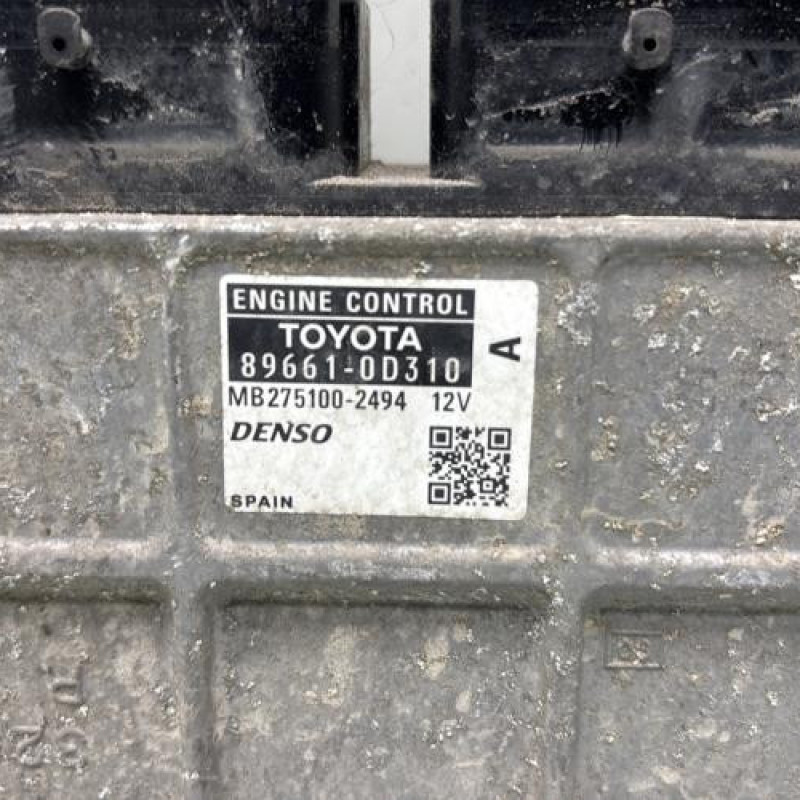 ENGINE CONTROL
TOYOTA
89661-0D310
A
MB275100-2494 12V
DENSO
SPAIN